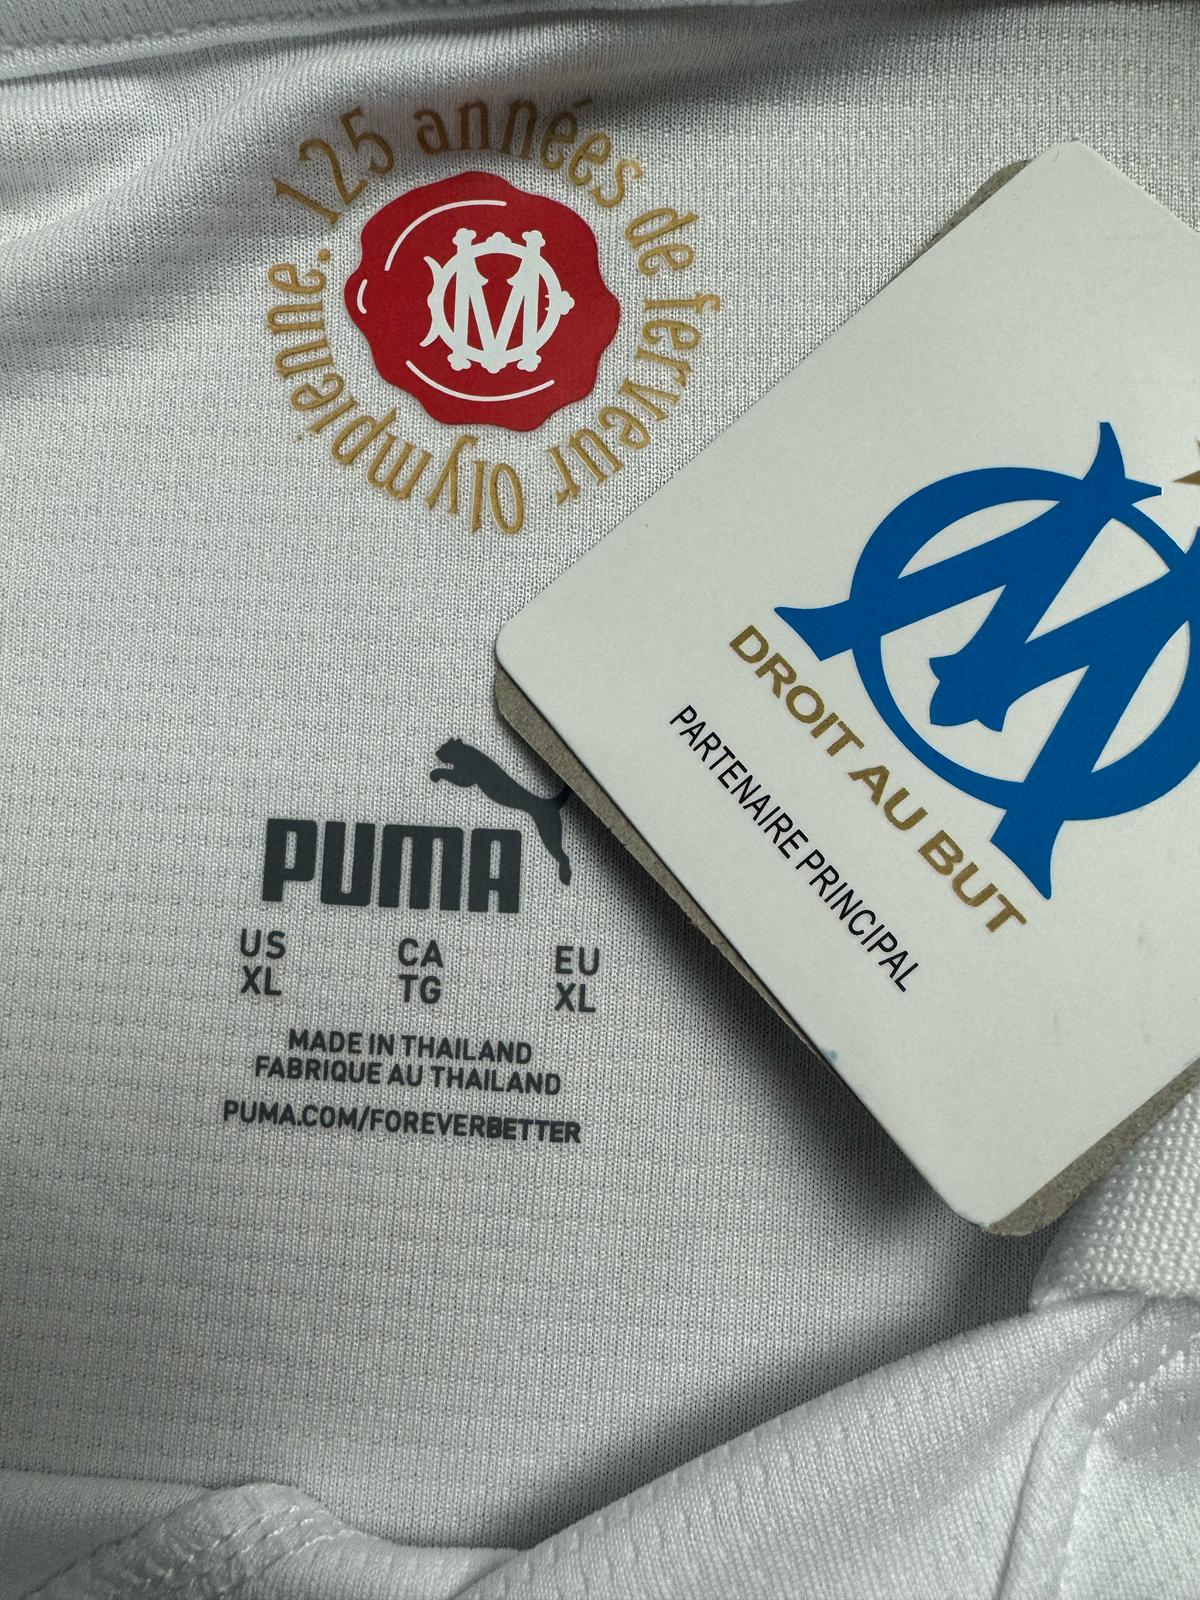 125 années de ferveur Olympienne.
OM
PUMA
US CA EU
XL TG XL
MADE IN THAILAND
FABRIQUE AU THAILAND
PUMA.COM/FOREVERBETTER
DROIT AU BUT
PARTENAIRE PRINCIPAL